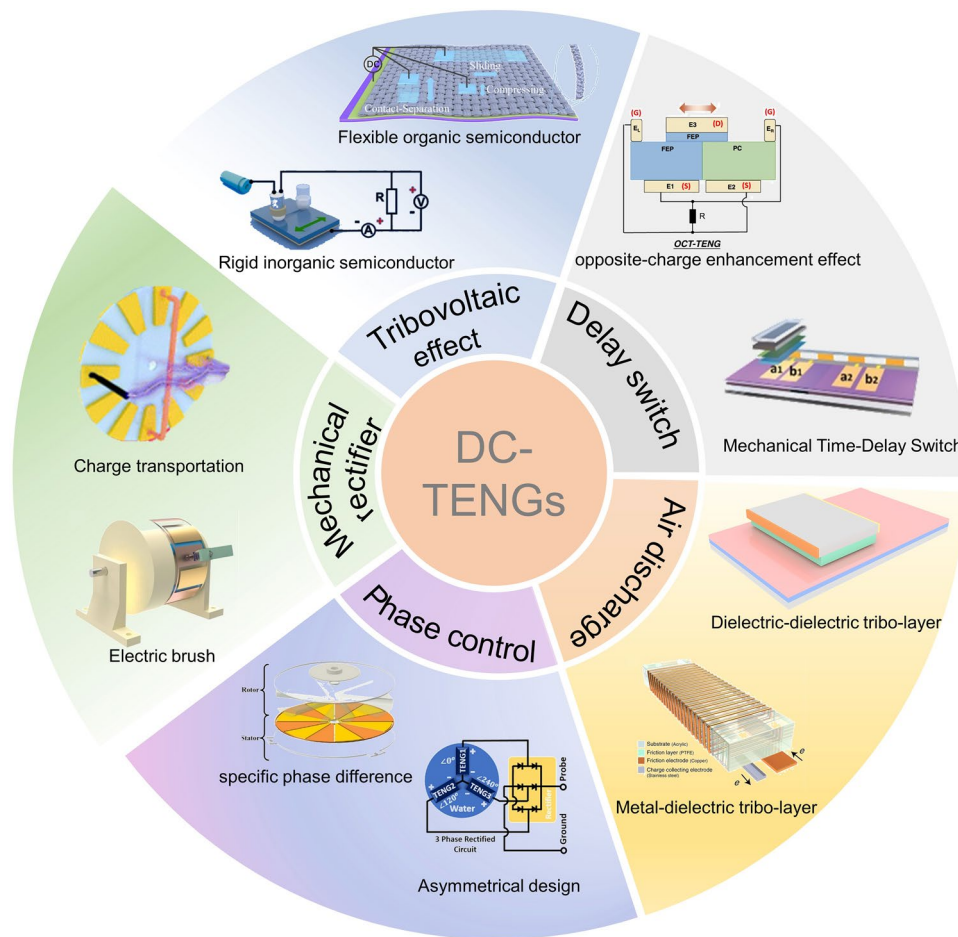 DC
Sliding
Compressing
Contact-Separation
Flexible organic semiconductor
R
V
A
Rigid inorganic semiconductor
Tribovoltaic
effect
(G)
(G)
E3
(D)
EL
ER
FEP
FEP
PC
E1
(S)
E2
(S)
R
OCT-TENG
opposite-charge enhancement effect
a1
b1
a2
b2
Mechanical Time-Delay Switch
Delay switch
Charge transportation
Electric brush
Mechanical
rectifier
DC-
TENGs
Air discharge
Dielectric-dielectric tribo-layer
Substrate (Acrylic)
Friction layer (PTFE)
Friction electrode (Copper)
Charge collecting electrode
(Stainless steel)
e
e
Metal-dielectric tribo-layer
Phase control
Rotor
Stator
specific phase difference
TENG1
∠0°
TENG2
∠120°
TENG3
∠240°
Water
Rectifier
Probe
Ground
3 Phase Rectified
Circuit
Asymmetrical design